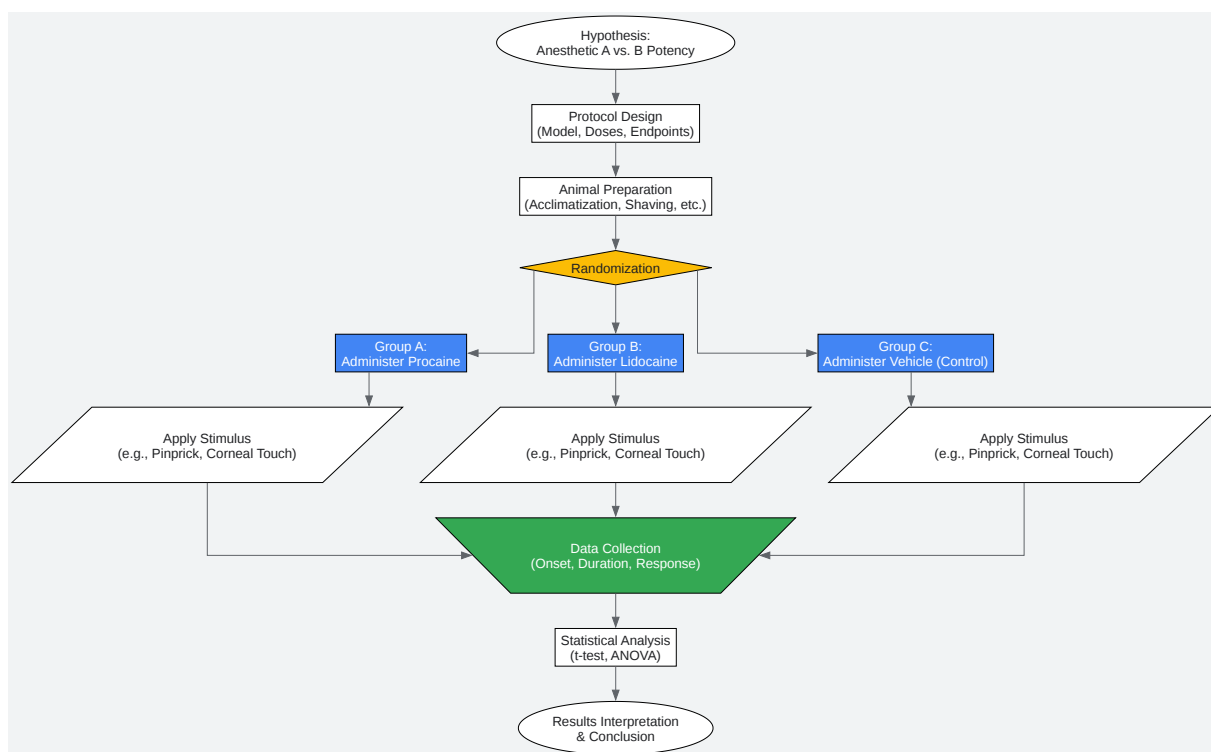 Hypothesis:
Anesthetic A vs. B Potency
Protocol Design
(Model, Doses, Endpoints)
Animal Preparation
(Acclimatization, Shaving, etc.)
Randomization
Group A:
Administer Procaine
Group B:
Administer Lidocaine
Group C:
Administer Vehicle (Control)
Apply Stimulus
(e.g., Pinprick, Corneal Touch)
Apply Stimulus
(e.g., Pinprick, Corneal Touch)
Apply Stimulus
(e.g., Pinprick, Corneal Touch)
Data Collection
(Onset, Duration, Response)
Statistical Analysis
(t-test, ANOVA)
Results Interpretation
& Conclusion